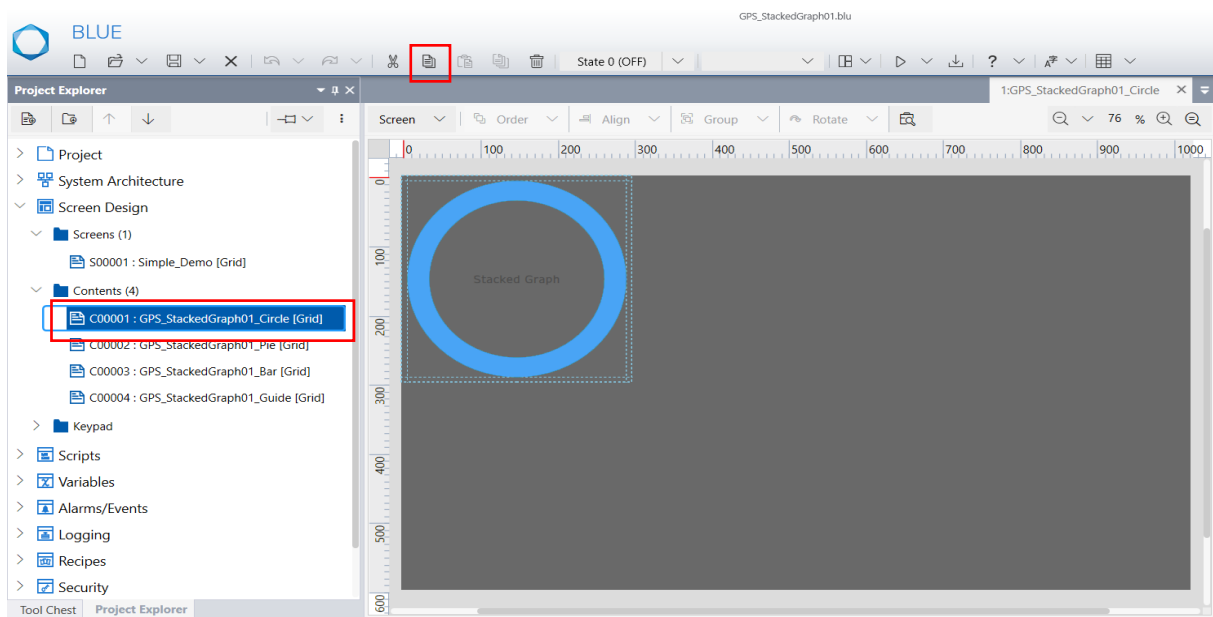 GPS_StackedGraph01.blu
BLUE
State 0 (OFF)
?
Project Explorer
1:GPS_StackedGraph01_Circle
Screen
Order
Align
Group
Rotate
76 %
0 100 200 300 400 500 600 700 800 900 1000
Project
System Architecture
Screen Design
Screens (1)
S00001 : Simple_Demo [Grid]
Contents (4)
C00001 : GPS_StackedGraph01_Circle [Grid]
C00002 : GPS_StackedGraph01_Pie [Grid]
C00003 : GPS_StackedGraph01_Bar [Grid]
C00004 : GPS_StackedGraph01_Guide [Grid]
Keypad
Scripts
Variables
Alarms/Events
Logging
Recipes
Security
Tool Chest
Project Explorer
0
100
200
300
400
500
600
Stacked Graph